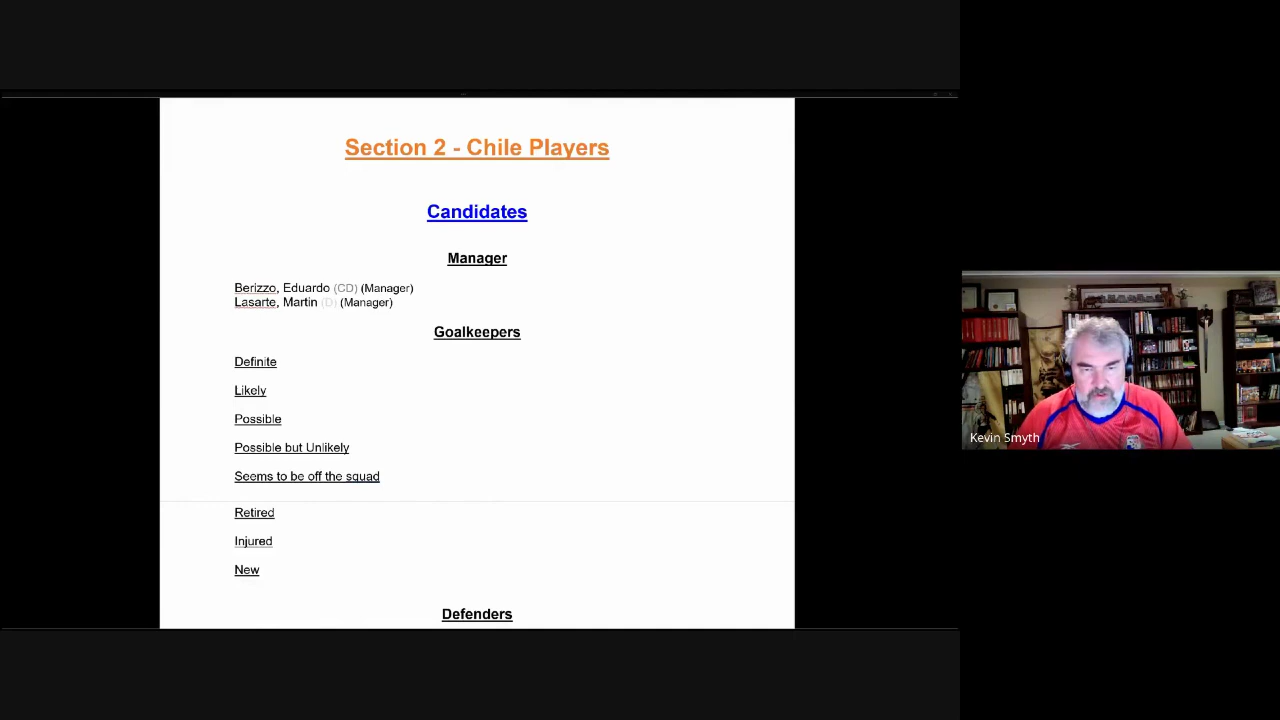 Section 2 - Chile Players
Candidates
Manager
Berizzo, Eduardo (CD) (Manager)
Lasarte, Martin (D) (Manager)
Goalkeepers
Definite
Likely
Possible
Possible but Unlikely
Seems to be off the squad
Retired
Injured
New
Defenders
Kevin Smyth